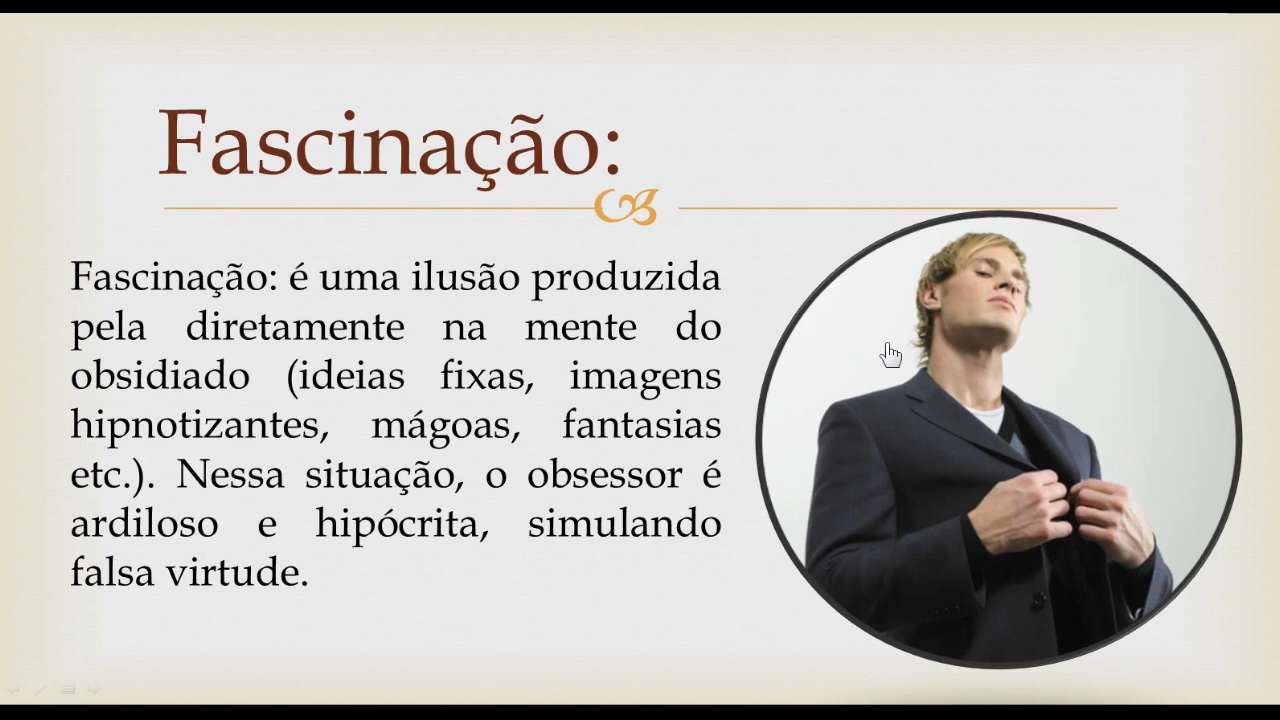 Fascinação:
Fascinação: é uma ilusão produzida
pela diretamente na mente do
obsidiado (ideias fixas, imagens
hipnotizantes, mágoas, fantasias
etc.). Nessa situação, o obsessor é
ardiloso e hipócrita, simulando
falsa virtude.